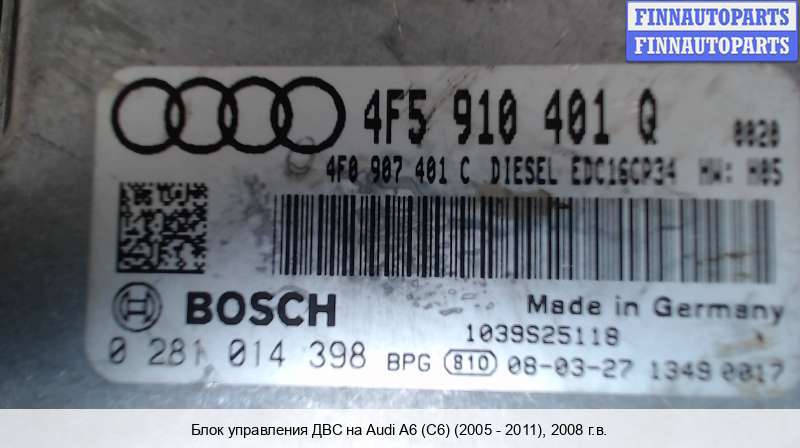 FINNAUTOPARTS
FINNAUTOPARTS
4F5 910 401 Q 0020
4F0 907 401 C DIESEL EDC16CP34 HW: H05
BOSCH
Made in Germany
1039S25118
0 281 014 398 BPG 810 08-03-27 1349 0017
Блок управления ДВС на Audi A6 (C6) (2005 - 2011), 2008 г.в.